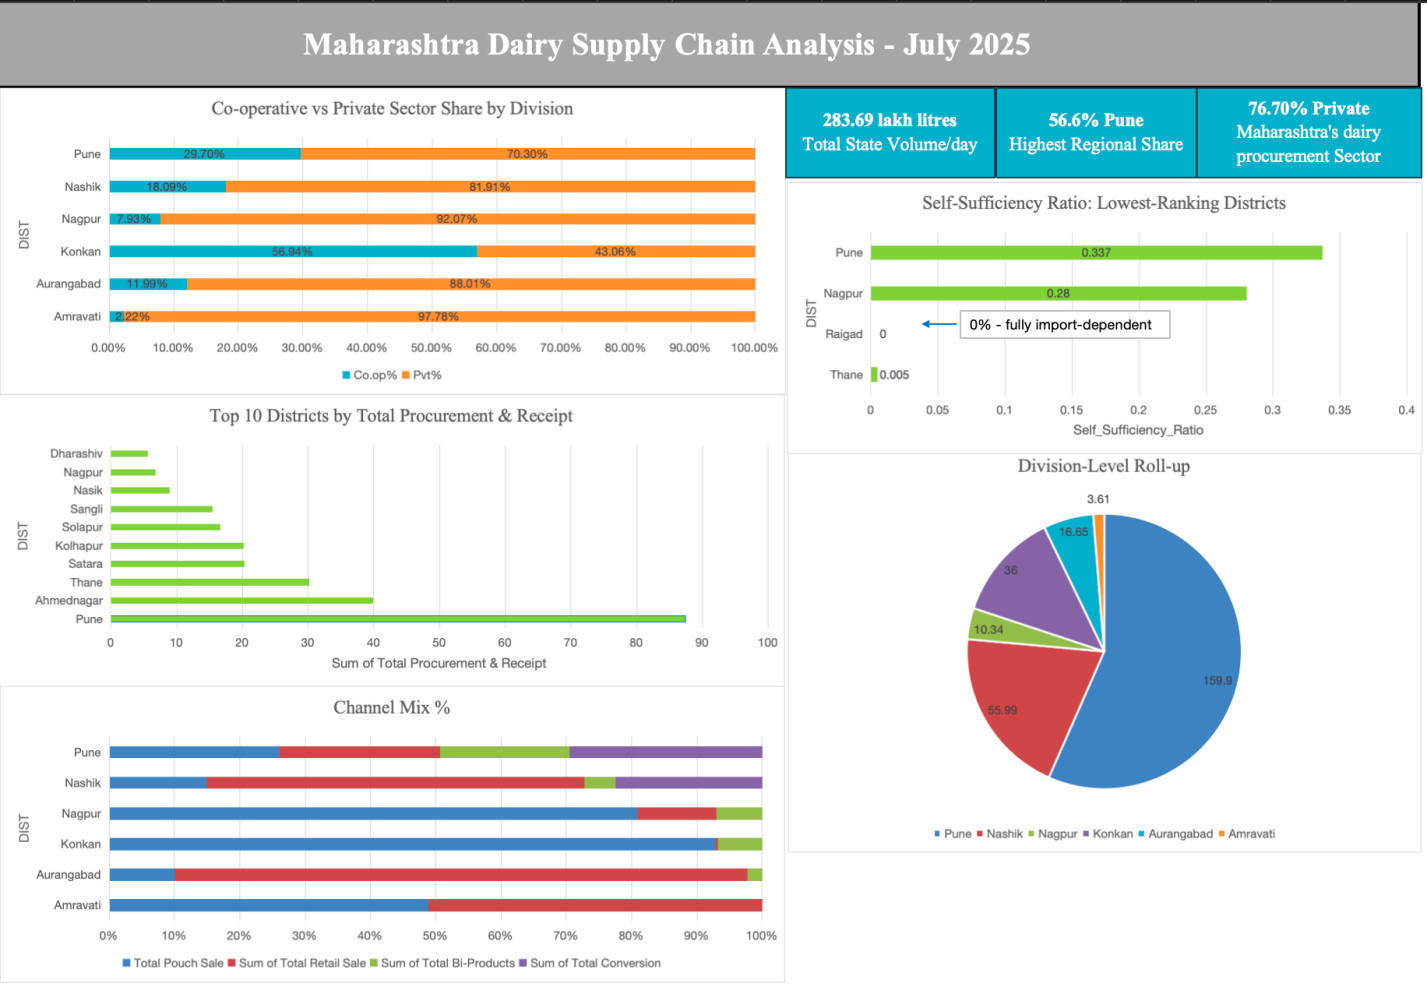 Maharashtra Dairy Supply Chain Analysis - July 2025
Co-operative vs Private Sector Share by Division
DIST
Pune
29.70%
70.30%
Nashik
18.09%
81.91%
Nagpur
7.93%
92.07%
Konkan
56.94%
43.06%
Aurangabad
11.99%
88.01%
Amravati
2.22%
97.78%
0.00% 10.00% 20.00% 30.00% 40.00% 50.00% 60.00% 70.00% 80.00% 90.00% 100.00%
Co.op% Pvt%
283.69 lakh litres
Total State Volume/day
56.6% Pune
Highest Regional Share
76.70% Private
Maharashtra's dairy
procurement Sector
Self-Sufficiency Ratio: Lowest-Ranking Districts
DIST
Pune
0.337
Nagpur
0.28
Raigad
0
0% - fully import-dependent
Thane
0.005
0 0.05 0.1 0.15 0.2 0.25 0.3 0.35 0.4
Self_Sufficiency_Ratio
Top 10 Districts by Total Procurement & Receipt
DIST
Dharashiv
Nagpur
Nasik
Sangli
Solapur
Kolhapur
Satara
Thane
Ahmednagar
Pune
0 10 20 30 40 50 60 70 80 90 100
Sum of Total Procurement & Receipt
Division-Level Roll-up
3.61
16.65
36
10.34
159.9
55.99
Pune Nashik Nagpur Konkan Aurangabad Amravati
Channel Mix %
DIST
Pune
Nashik
Nagpur
Konkan
Aurangabad
Amravati
0% 10% 20% 30% 40% 50% 60% 70% 80% 90% 100%
Total Pouch Sale Sum of Total Retail Sale Sum of Total Bi-Products Sum of Total Conversion